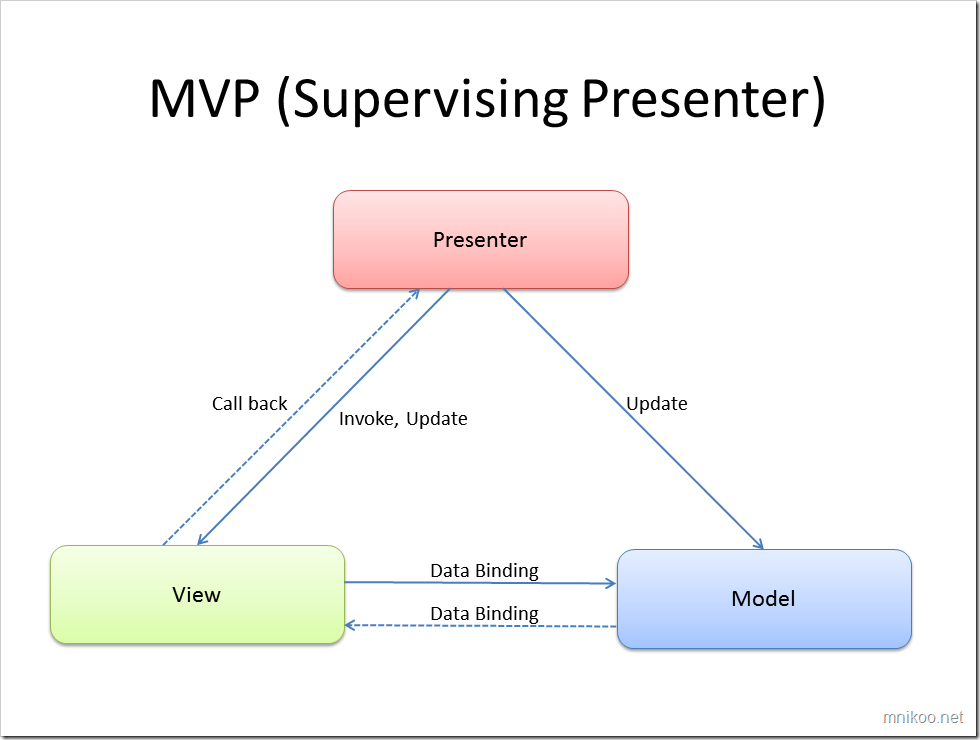 MVP (Supervising Presenter)
Presenter
Call back
Invoke, Update
Update
View
Data Binding
Data Binding
Model
mnikoo.net